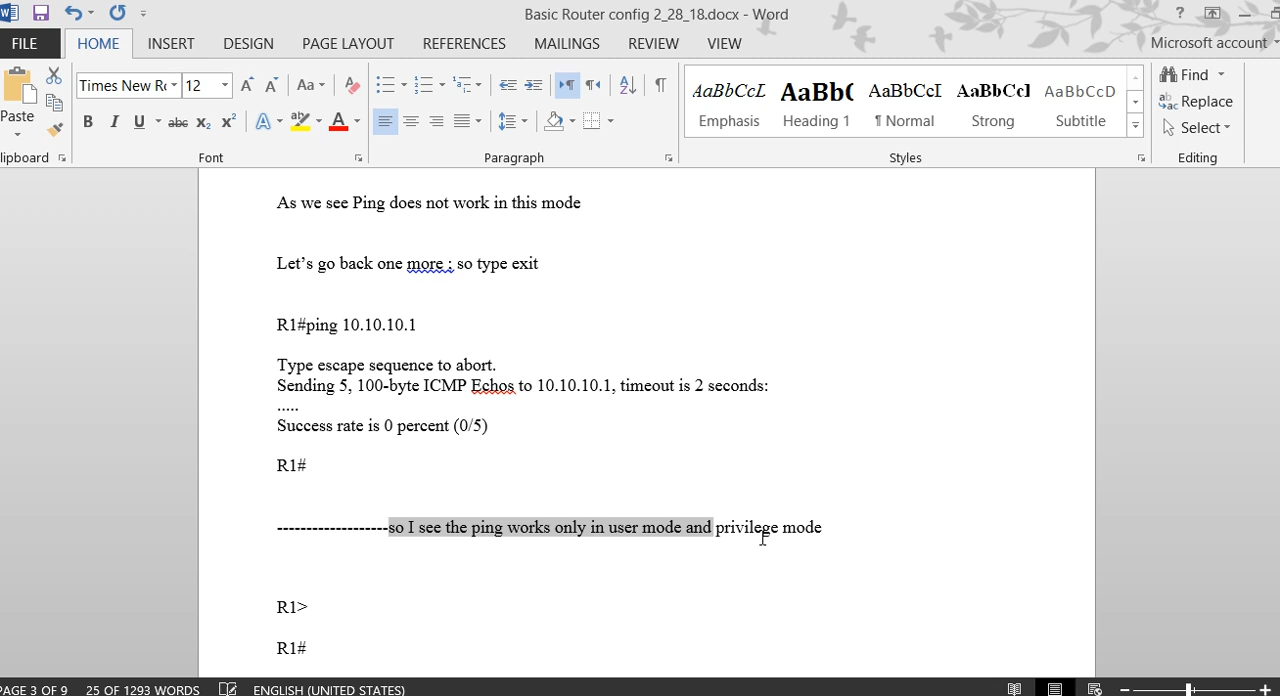 Basic Router config 2_28_18.docx - Word
?
FILE HOME INSERT DESIGN PAGE LAYOUT REFERENCES MAILINGS REVIEW VIEW Microsoft account
Paste
Times New Ro 12 Aa
B I U abc X₂ X² A ab A
AaBbCcL AaBb( AaBbCcI AaBbCcI AaBbCcD
Emphasis Heading 1 ¶ Normal Strong Subtitle
Find
Replace
Select
lipboard Font Paragraph Styles Editing
As we see Ping does not work in this mode
Let's go back one more ; so type exit
R1#ping 10.10.10.1
Type escape sequence to abort.
Sending 5, 100-byte ICMP Echos to 10.10.10.1, timeout is 2 seconds:
.....
Success rate is 0 percent (0/5)
R1#
-------------------so I see the ping works only in user mode and privilege mode
R1>
R1#
PAGE 3 OF 9 25 OF 1293 WORDS ENGLISH (UNITED STATES)